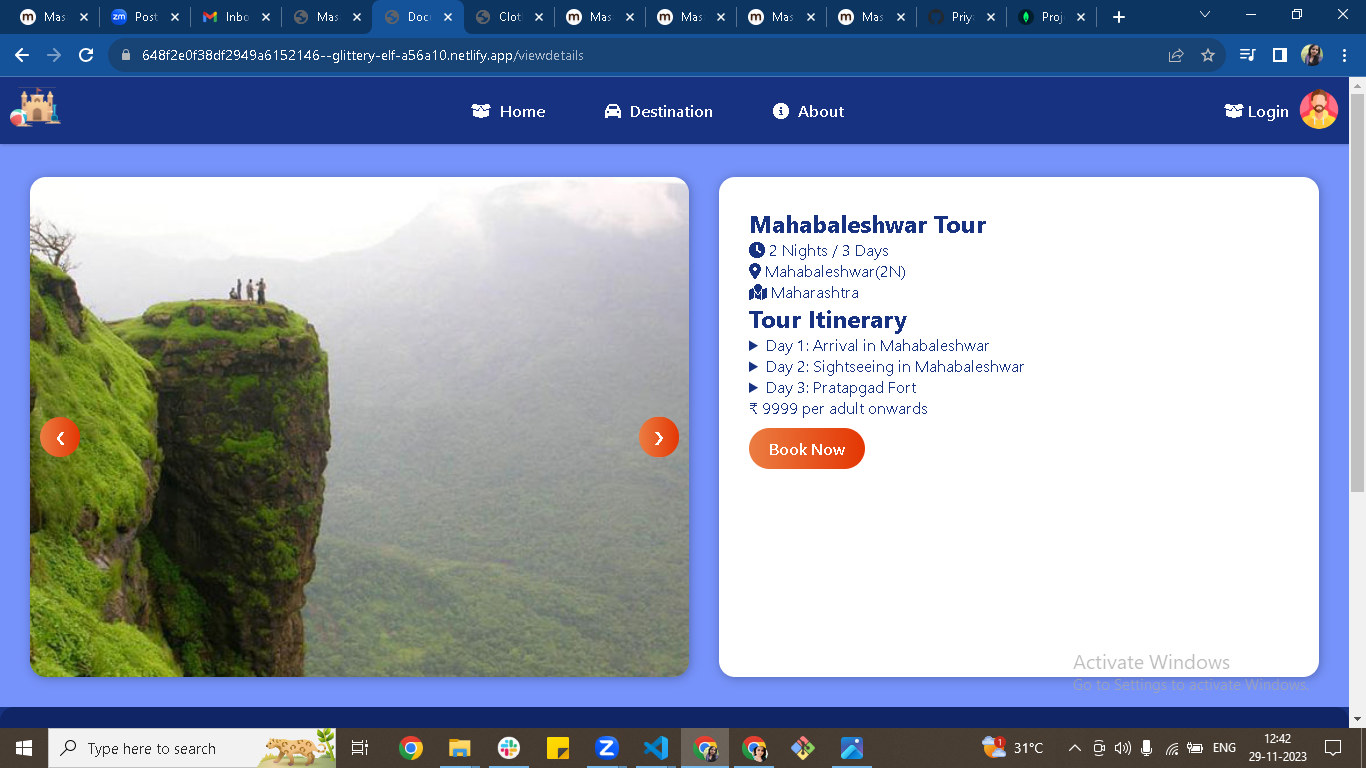 Mas
Post
Inbo
Mas
Docu
Clot
Mas
Mas
Mas
Mas
Priy
Proj
648f2e0f38df2949a6152146--glittery-elf-a56a10.netlify.app/viewdetails
Home
Destination
About
Login
Mahabaleshwar Tour
2 Nights / 3 Days
Mahabaleshwar(2N)
Maharashtra
Tour Itinerary
Day 1: Arrival in Mahabaleshwar
Day 2: Sightseeing in Mahabaleshwar
Day 3: Pratapgad Fort
₹ 9999 per adult onwards
Book Now
Activate Windows
Go to Settings to activate Windows.
Type here to search
31°C
ENG
12:42
29-11-2023